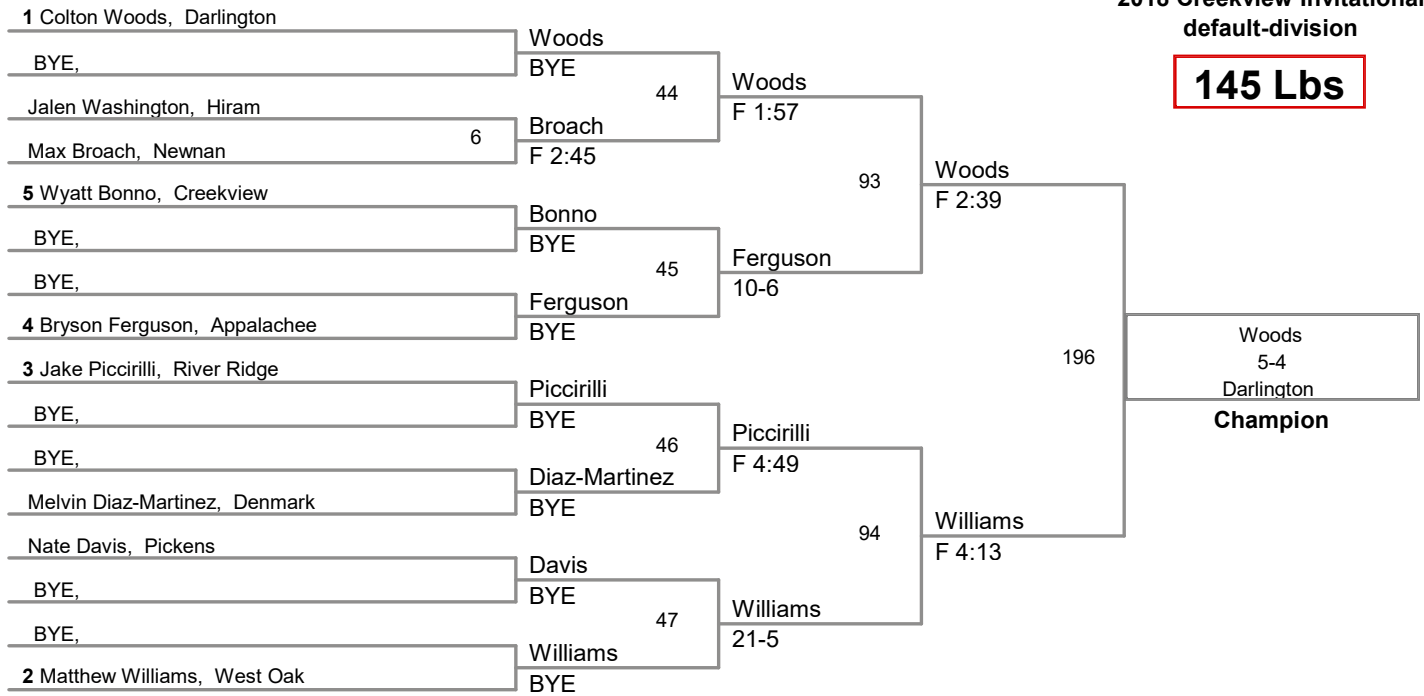 2018 Creekview Invitational
default-division
145 Lbs
1 Colton Woods, Darlington
BYE,
Jalen Washington, Hiram
Max Broach, Newnan
5 Wyatt Bonno, Creekview
BYE,
BYE,
4 Bryson Ferguson, Appalachee
3 Jake Piccirilli, River Ridge
BYE,
BYE,
Melvin Diaz-Martinez, Denmark
Nate Davis, Pickens
BYE,
BYE,
2 Matthew Williams, West Oak
6
Woods
BYE
Broach
F 2:45
Bonno
BYE
Ferguson
BYE
Piccirilli
BYE
Diaz-Martinez
BYE
Davis
BYE
Williams
BYE
44
45
46
47
Woods
F 1:57
Ferguson
10-6
Piccirilli
F 4:49
Williams
21-5
93
94
Woods
F 2:39
Williams
F 4:13
196
Woods
5-4
Darlington
Champion